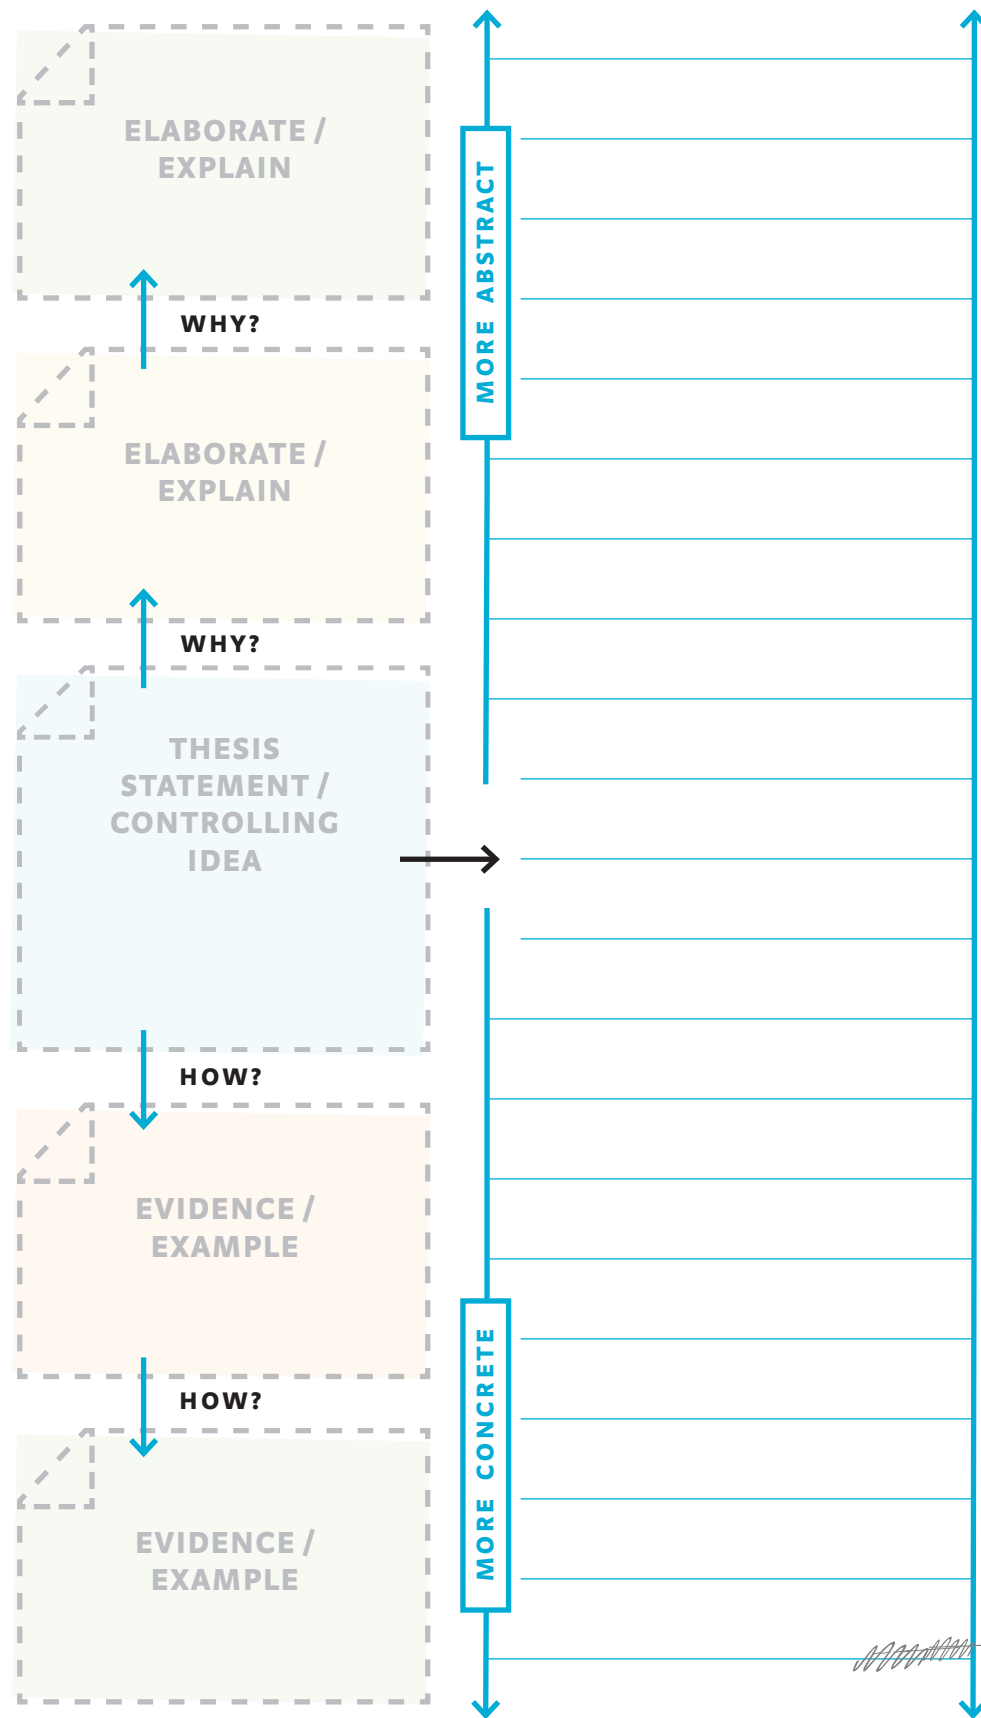 ELABORATE /
EXPLAIN
WHY?
ELABORATE /
EXPLAIN
WHY?
THESIS
STATEMENT /
CONTROLLING
IDEA
HOW?
EVIDENCE /
EXAMPLE
HOW?
EVIDENCE /
EXAMPLE
MORE ABSTRACT
MORE CONCRETE